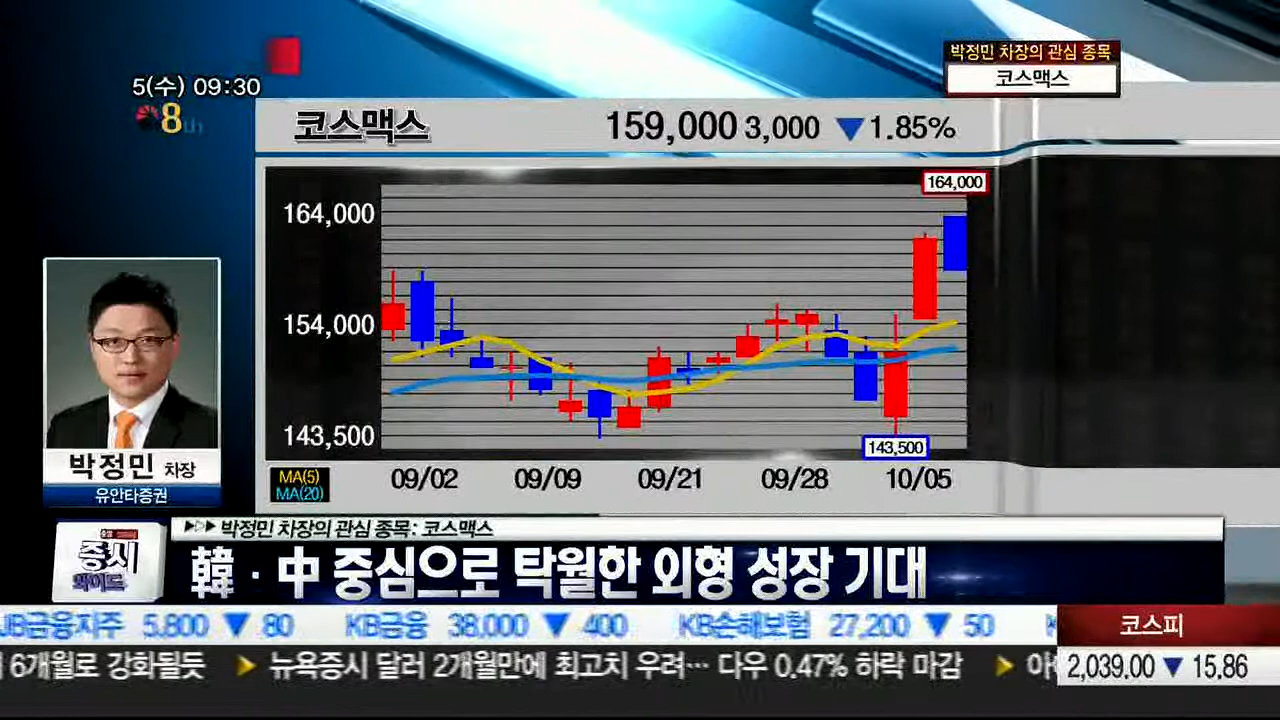 박정민 차장의 관심 종목
코스맥스
5(수) 09:30
8th
코스맥스 159,000 3,000 ▼1.85%
164,000
164,000
154,000
143,500
143,500
MA(5)
MA(20)
09/02 09/09 09/21 09/28 10/05
박정민 차장
유안타증권
▶▷▶ 박정민 차장의 관심 종목: 코스맥스
증시
와이드
韓·中 중심으로 탁월한 외형 성장 기대
JB금융지주 5,800 ▼ 80 KB금융 38,000 ▼ 400 KB손해보험 27,200 ▼ 50
코스피
6개월로 강화될듯 ▶ 뉴욕증시 달러 2개월만에 최고치 우려… 다우 0.47% 하락 마감 ▶
2,039.00 ▼ 15.86